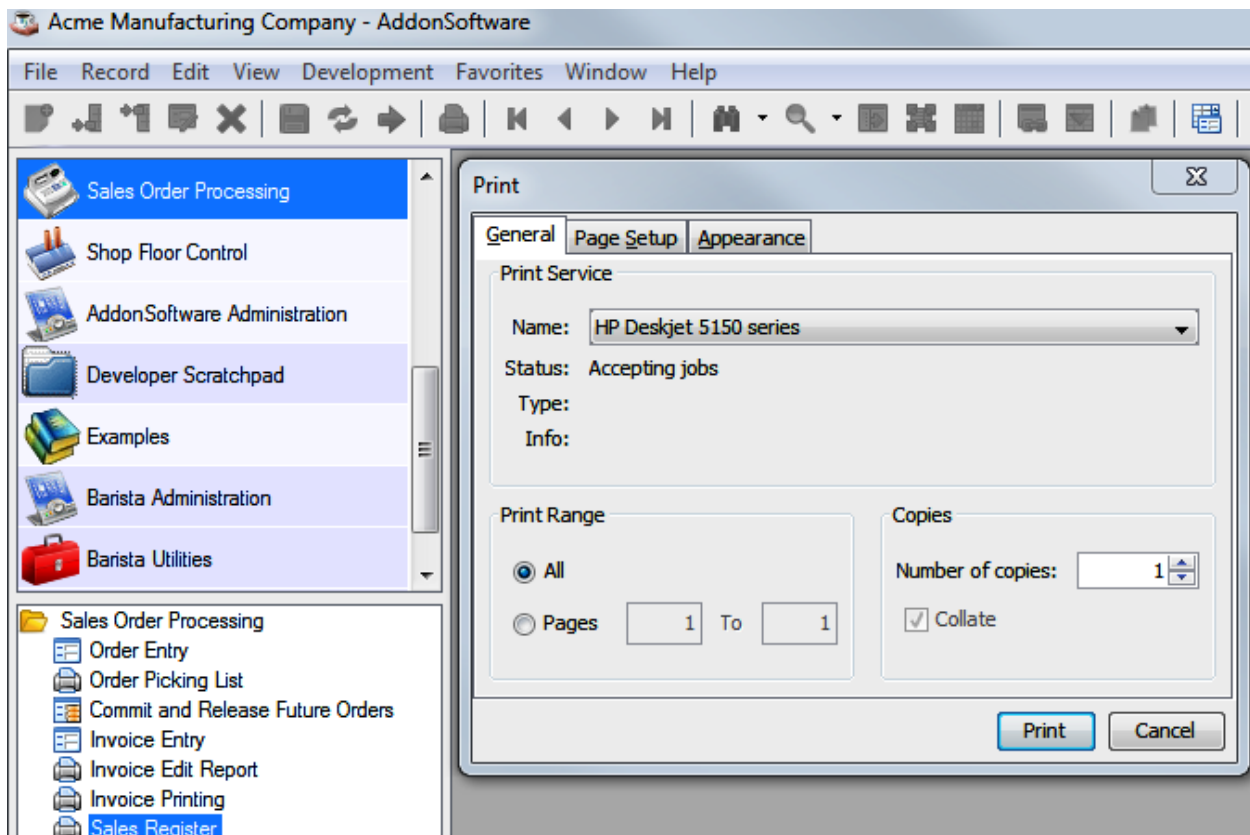 Acme Manufacturing Company - AddonSoftware
File Record Edit View Development Favorites Window Help
Sales Order Processing
Shop Floor Control
AddonSoftware Administration
Developer Scratchpad
Examples
Barista Administration
Barista Utilities
Sales Order Processing
Order Entry
Order Picking List
Commit and Release Future Orders
Invoice Entry
Invoice Edit Report
Invoice Printing
Sales Register
Print
General Page Setup Appearance
Print Service
Name: HP Deskjet 5150 series
Status: Accepting jobs
Type:
Info:
Print Range
All
Pages 1 To 1
Copies
Number of copies: 1
Collate
Print Cancel